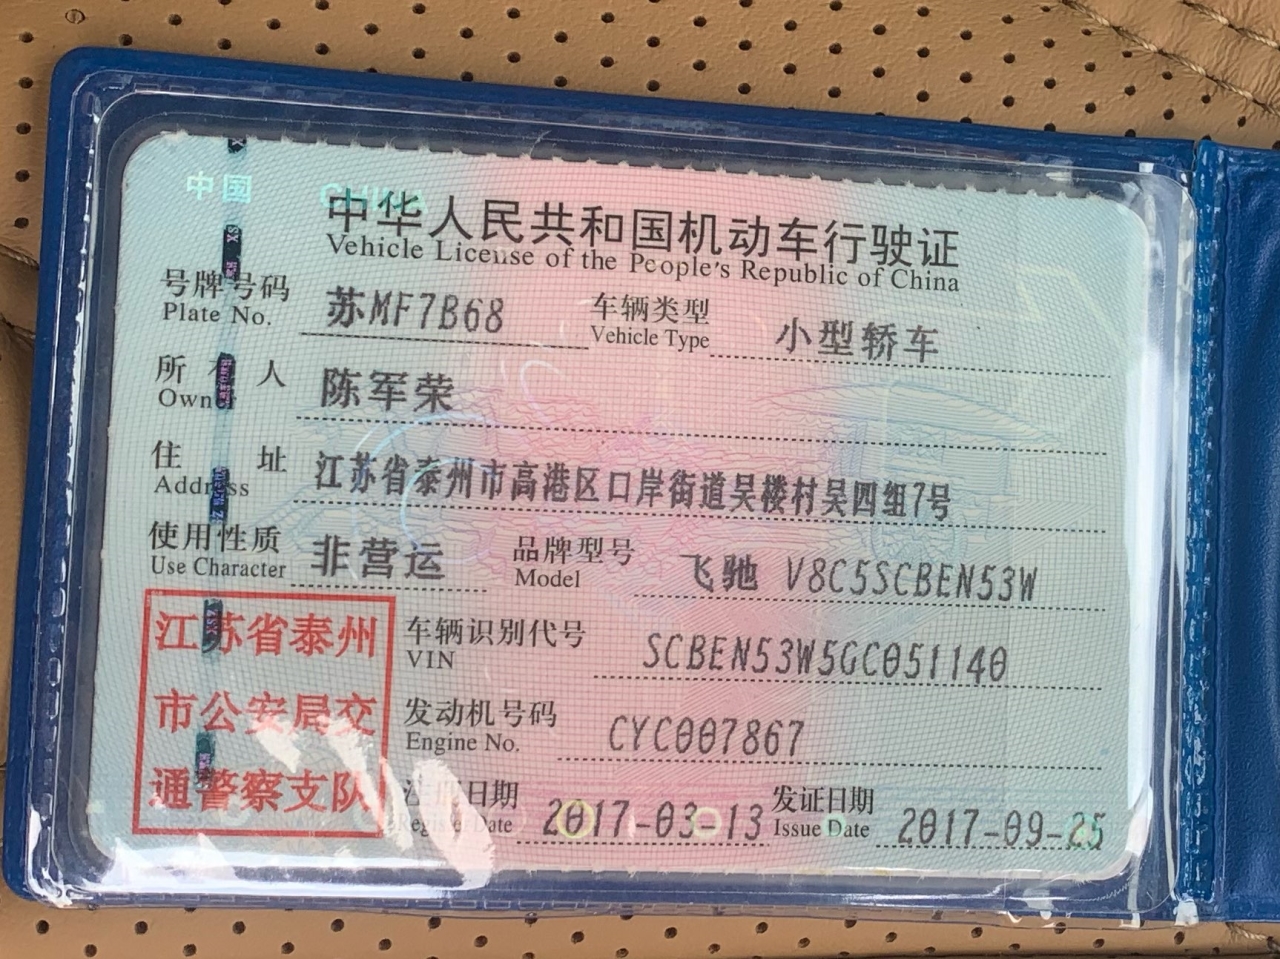 中国 CHINA
中华人民共和国机动车行驶证
Vehicle License of the People's Republic of China
号牌号码 苏MF7B68 车辆类型 小型轿车
Plate No. Vehicle Type
所 人 陈军荣
Owner
住 址 江苏省泰州市高港区口岸街道吴楼村吴四组7号
Address
使用性质 非营运 品牌型号 飞驰 V8C5SCBEN53W
Use Character Model
江苏省泰州
市公安局交
通警察支队
车辆识别代号 SCBEN53W5GC051140
VIN
发动机号码 CYC007867
Engine No.
注册日期 2017-03-13 发证日期 2017-09-25
Register Date Issue Date